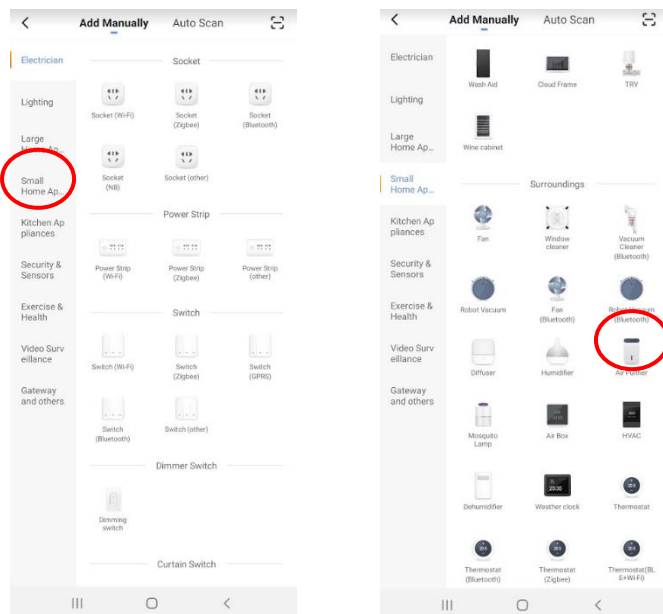 Add Manually
Auto Scan
Electrician
Lighting
Large
Home Ap...
Small
Home Ap...
Kitchen Ap
pliances
Security &
Sensors
Exercise &
Health
Video Surv
eillance
Gateway
and others
Socket
Socket (Wi-Fi)
Socket
(Zigbee)
Socket
(Bluetooth)
Socket
(NB)
Socket (other)
Power Strip
Power Strip
(Wi-Fi)
Power Strip
(Zigbee)
Power Strip
(other)
Switch
Switch (Wi-Fi)
Switch
(Zigbee)
Switch
(GPRS)
Switch
(Bluetooth)
Switch (other)
Dimmer Switch
Dimming
switch
Curtain Switch
Add Manually
Auto Scan
Electrician
Lighting
Large
Home Ap...
Small
Home Ap...
Kitchen Ap
pliances
Security &
Sensors
Exercise &
Health
Video Surv
eillance
Gateway
and others
Wash Aid
Cloud Frame
TRV
Wine cabinet
Surroundings
Fan
Window
cleaner
Vacuum
Cleaner
(Bluetooth)
Robot Vacuum
Fan
(Bluetooth)
Robot Vacuum
(Bluetooth)
Diffuser
Humidifier
Air Purifier
Mosquito
Lamp
Air Box
HVAC
Dehumidifier
Weather clock
Thermostat
Thermostat
(Bluetooth)
Thermostat
(Zigbee)
Thermostat(BL
E+Wi-Fi)